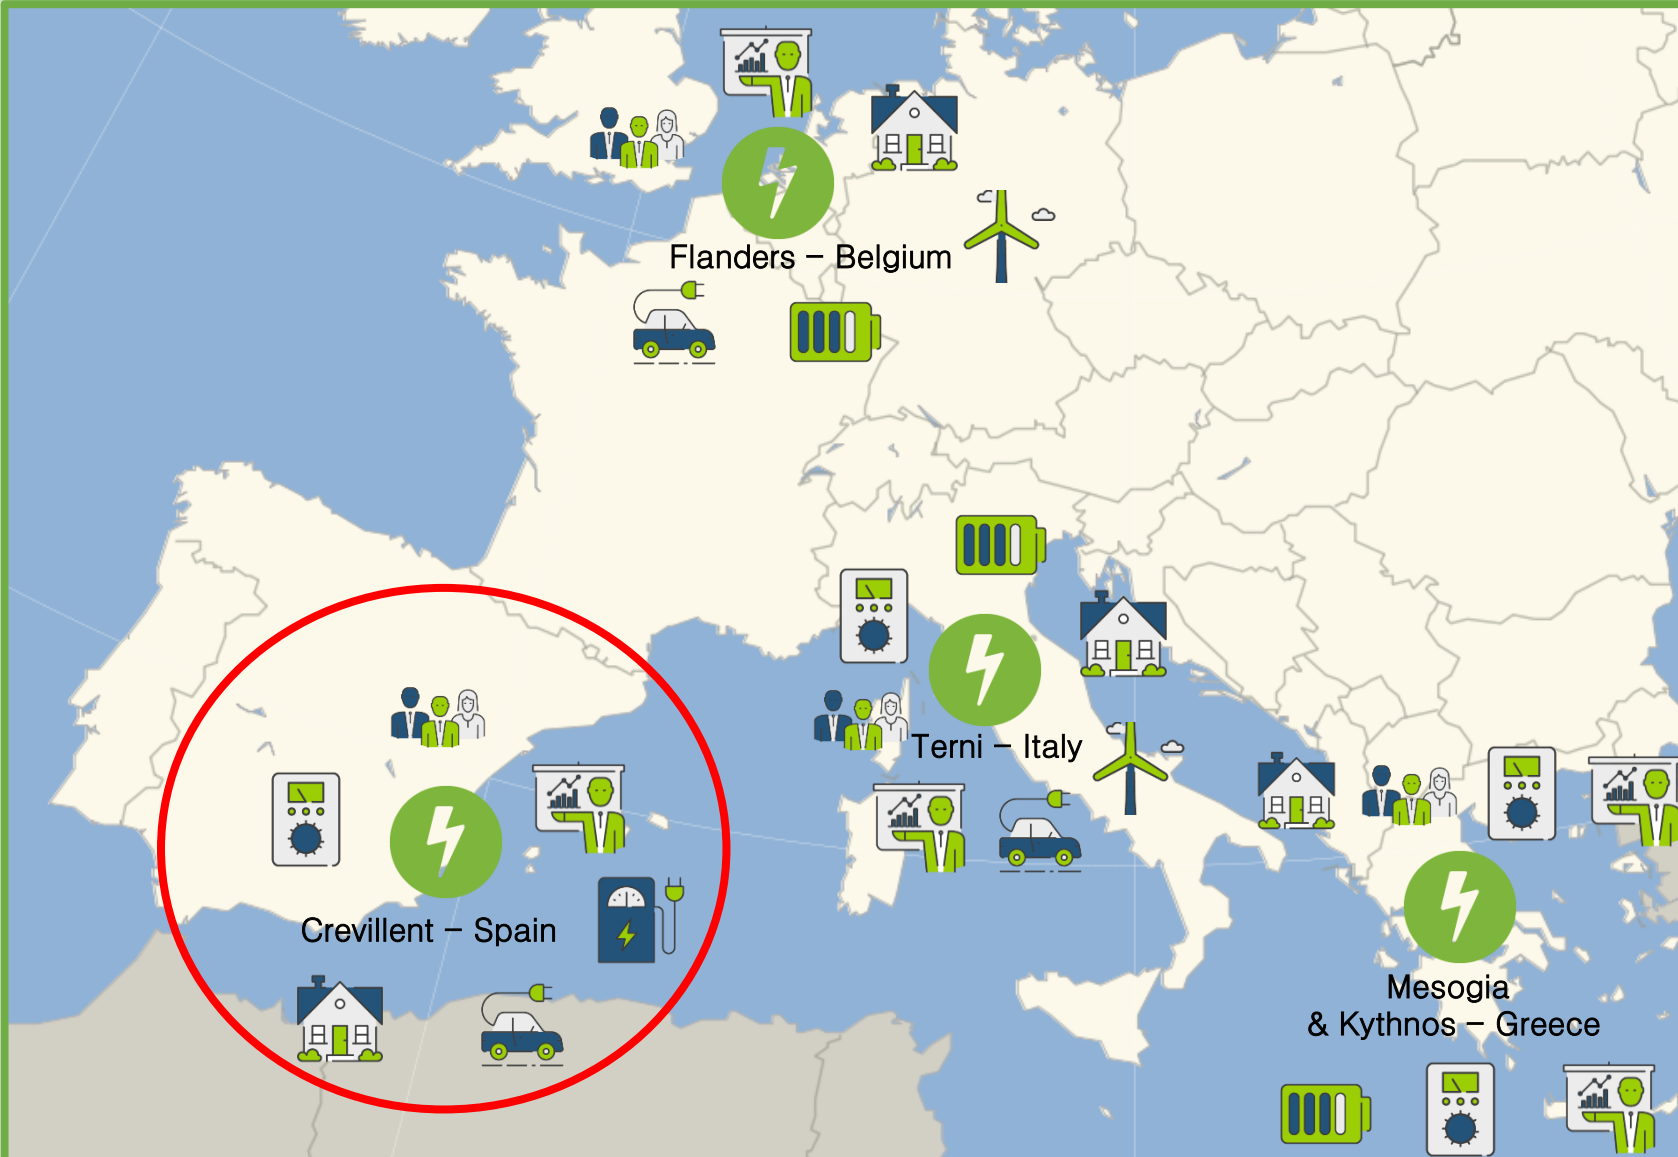 Flanders – Belgium
Terni – Italy
Crevillent – Spain
Mesogia
& Kythnos – Greece